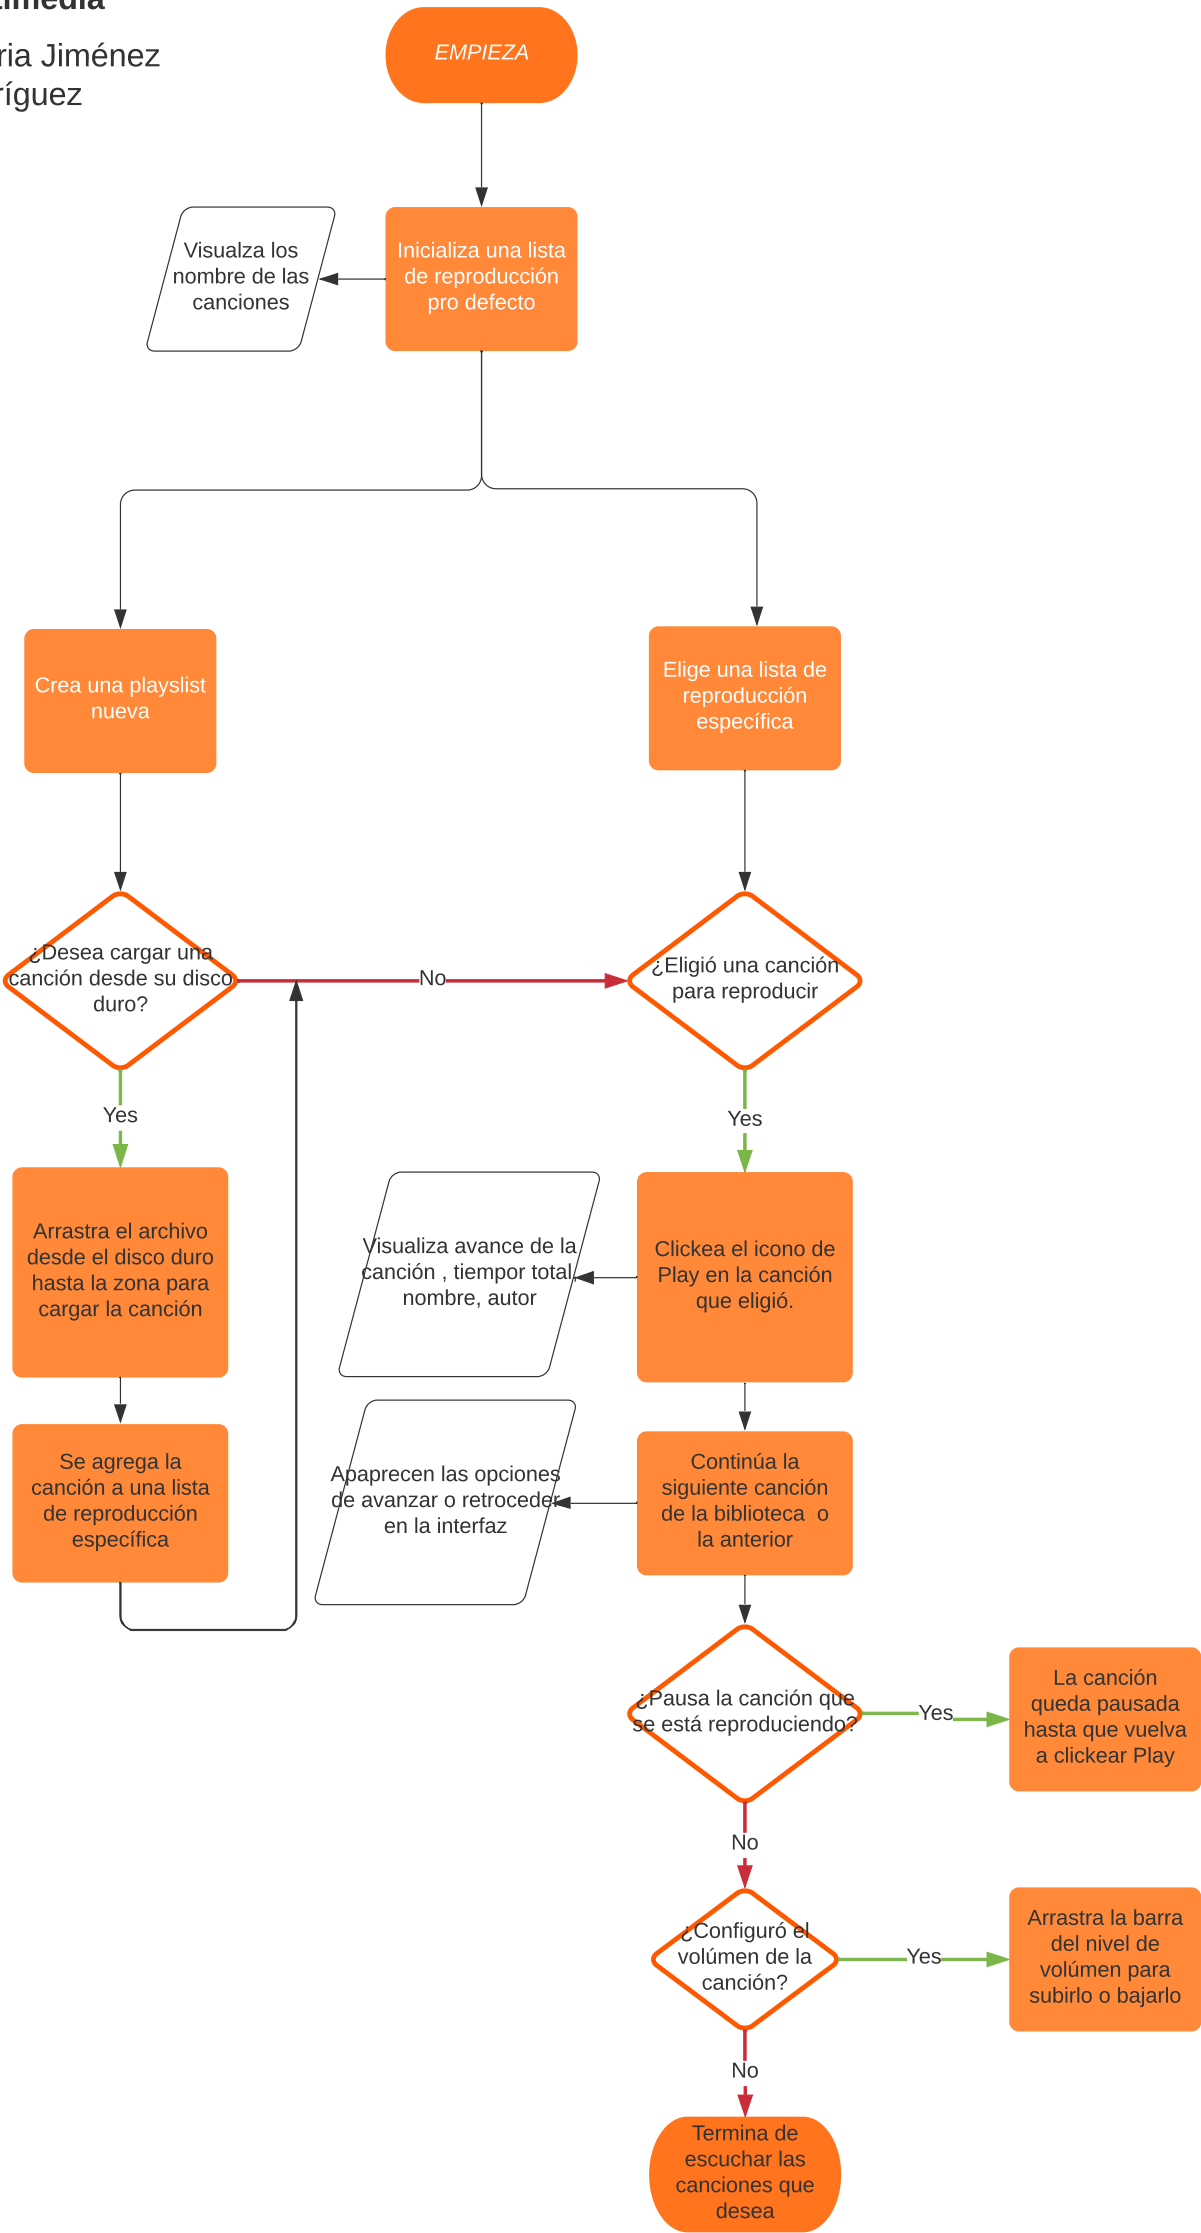 ria Jiménez
ríguez
EMPIEZA
Visualza los
nombre de las
canciones
Inicializa una lista
de reproducción
pro defecto
Crea una playslist
nueva
Elige una lista de
reproducción
específica
¿Desea cargar una
canción desde su disco
duro?
No
¿Eligió una canción
para reproducir
Yes
Yes
Arrastra el archivo
desde el disco duro
hasta la zona para
cargar la canción
Visualiza avance de la
canción , tiempor total,
nombre, autor
Clickea el icono de
Play en la canción
que eligió.
Se agrega la
canción a una lista
de reproducción
específica
Apaprecen las opciones
de avanzar o retroceder
en la interfaz
Continúa la
siguiente canción
de la biblioteca  o
la anterior
¿Pausa la canción que
se está reproduciendo?
Yes
La canción
queda pausada
hasta que vuelva
a clickear Play
No
¿Configuró el
volúmen de la
canción?
Yes
Arrastra la barra
del nivel de
volúmen para
subirlo o bajarlo
No
Termina de
escuchar las
canciones que
desea